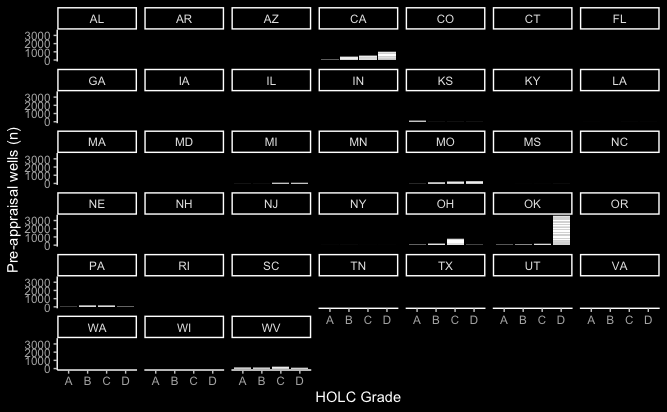 AL AR AZ CA CO CT FL
3000
2000
1000
0
GA IA IL IN KS KY LA
3000
2000
1000
0
MA MD MI MN MO MS NC
3000
2000
1000
0
NE NH NJ NY OH OK OR
3000
2000
1000
0
PA RI SC TN TX UT VA
3000
2000
1000
0
A B C D A B C D A B C D A B C D
WA WI WV
3000
2000
1000
0
A B C D A B C D A B C D
HOLC Grade
Pre-appraisal wells (n)